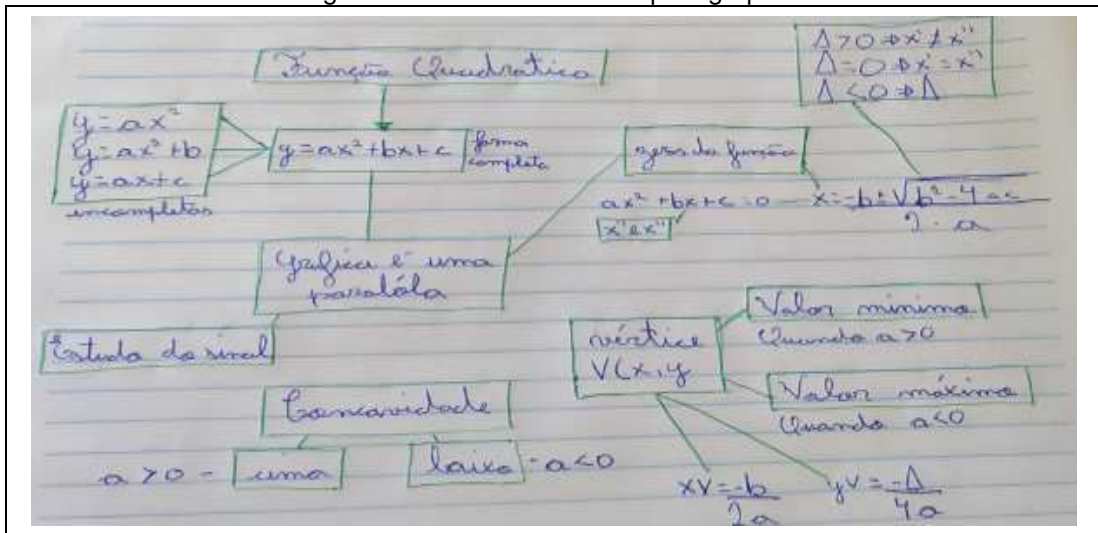 Função Quadrática
Δ>0 ⇒ x' ≠ x''
Δ=0 ⇒ x' = x''
Δ<0 ⇒ Δ
y=ax²
y=ax²+b
y=ax+c
incompletas
y=ax²+bx+c
forma
completa
zeros da função
ax²+bx+c=0
x'e x''
x=-b±√b²-4ac
2·a
Gráfica é uma
parabóla
Estudo do sinal
vértice
V(x,y
Valor mínimo
Quando a>0
Valor máximo
Quando a<0
Concavidade
a>0 - cima
baixo - a<0
xv=-b
2a
yv=-Δ
4a